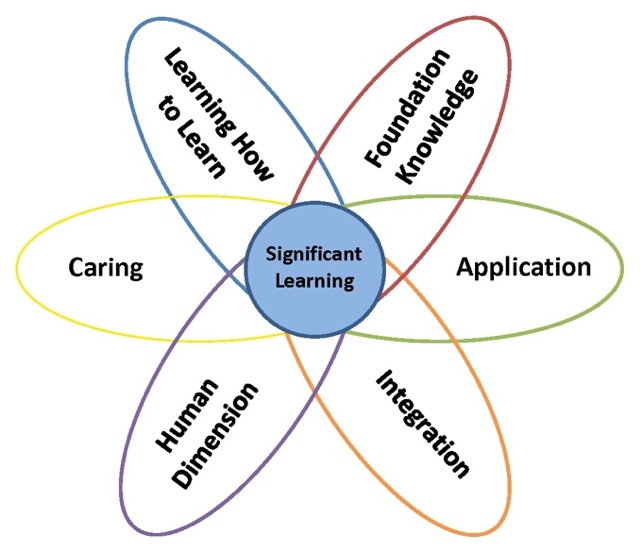 Learning How
to Learn
Foundation
Knowledge
Caring
Significant
Learning
Application
Human
Dimension
Integration